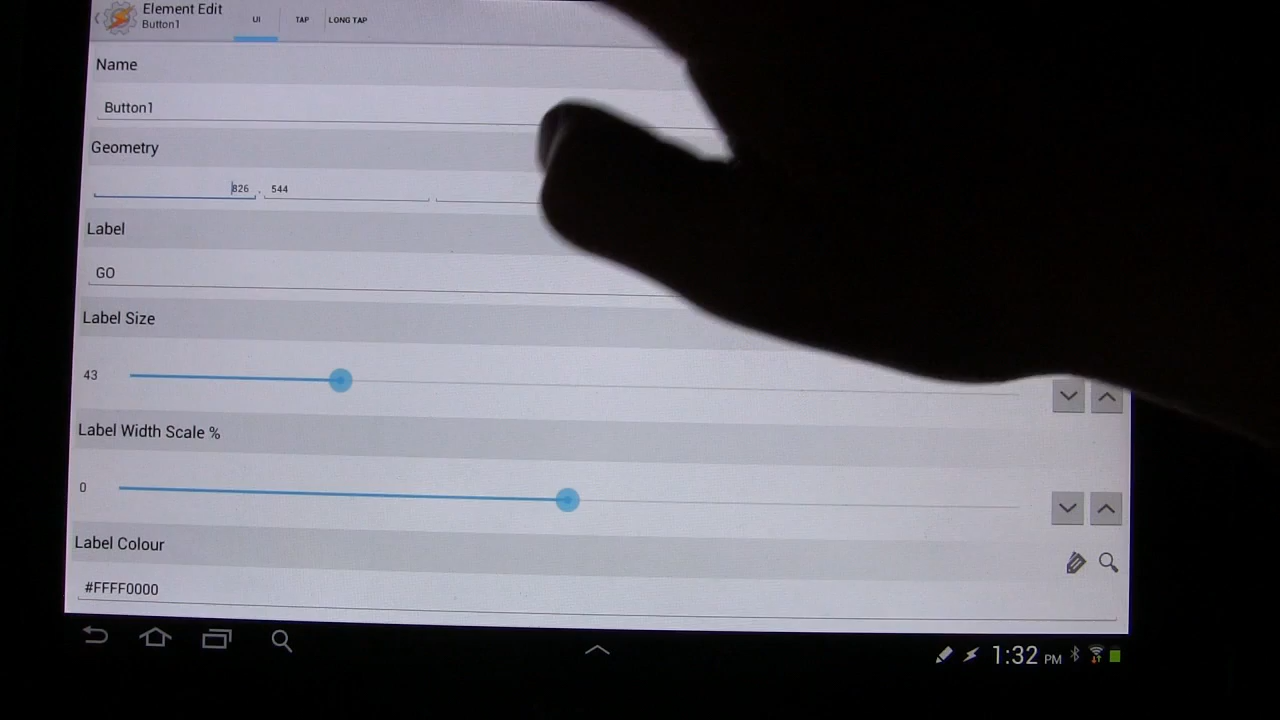 Element Edit
Button1
UI TAP LONG TAP
Name
Button1
Geometry
826 , 544
Label
GO
Label Size
43
Label Width Scale %
0
Label Colour
#FFFF0000
1:32 PM